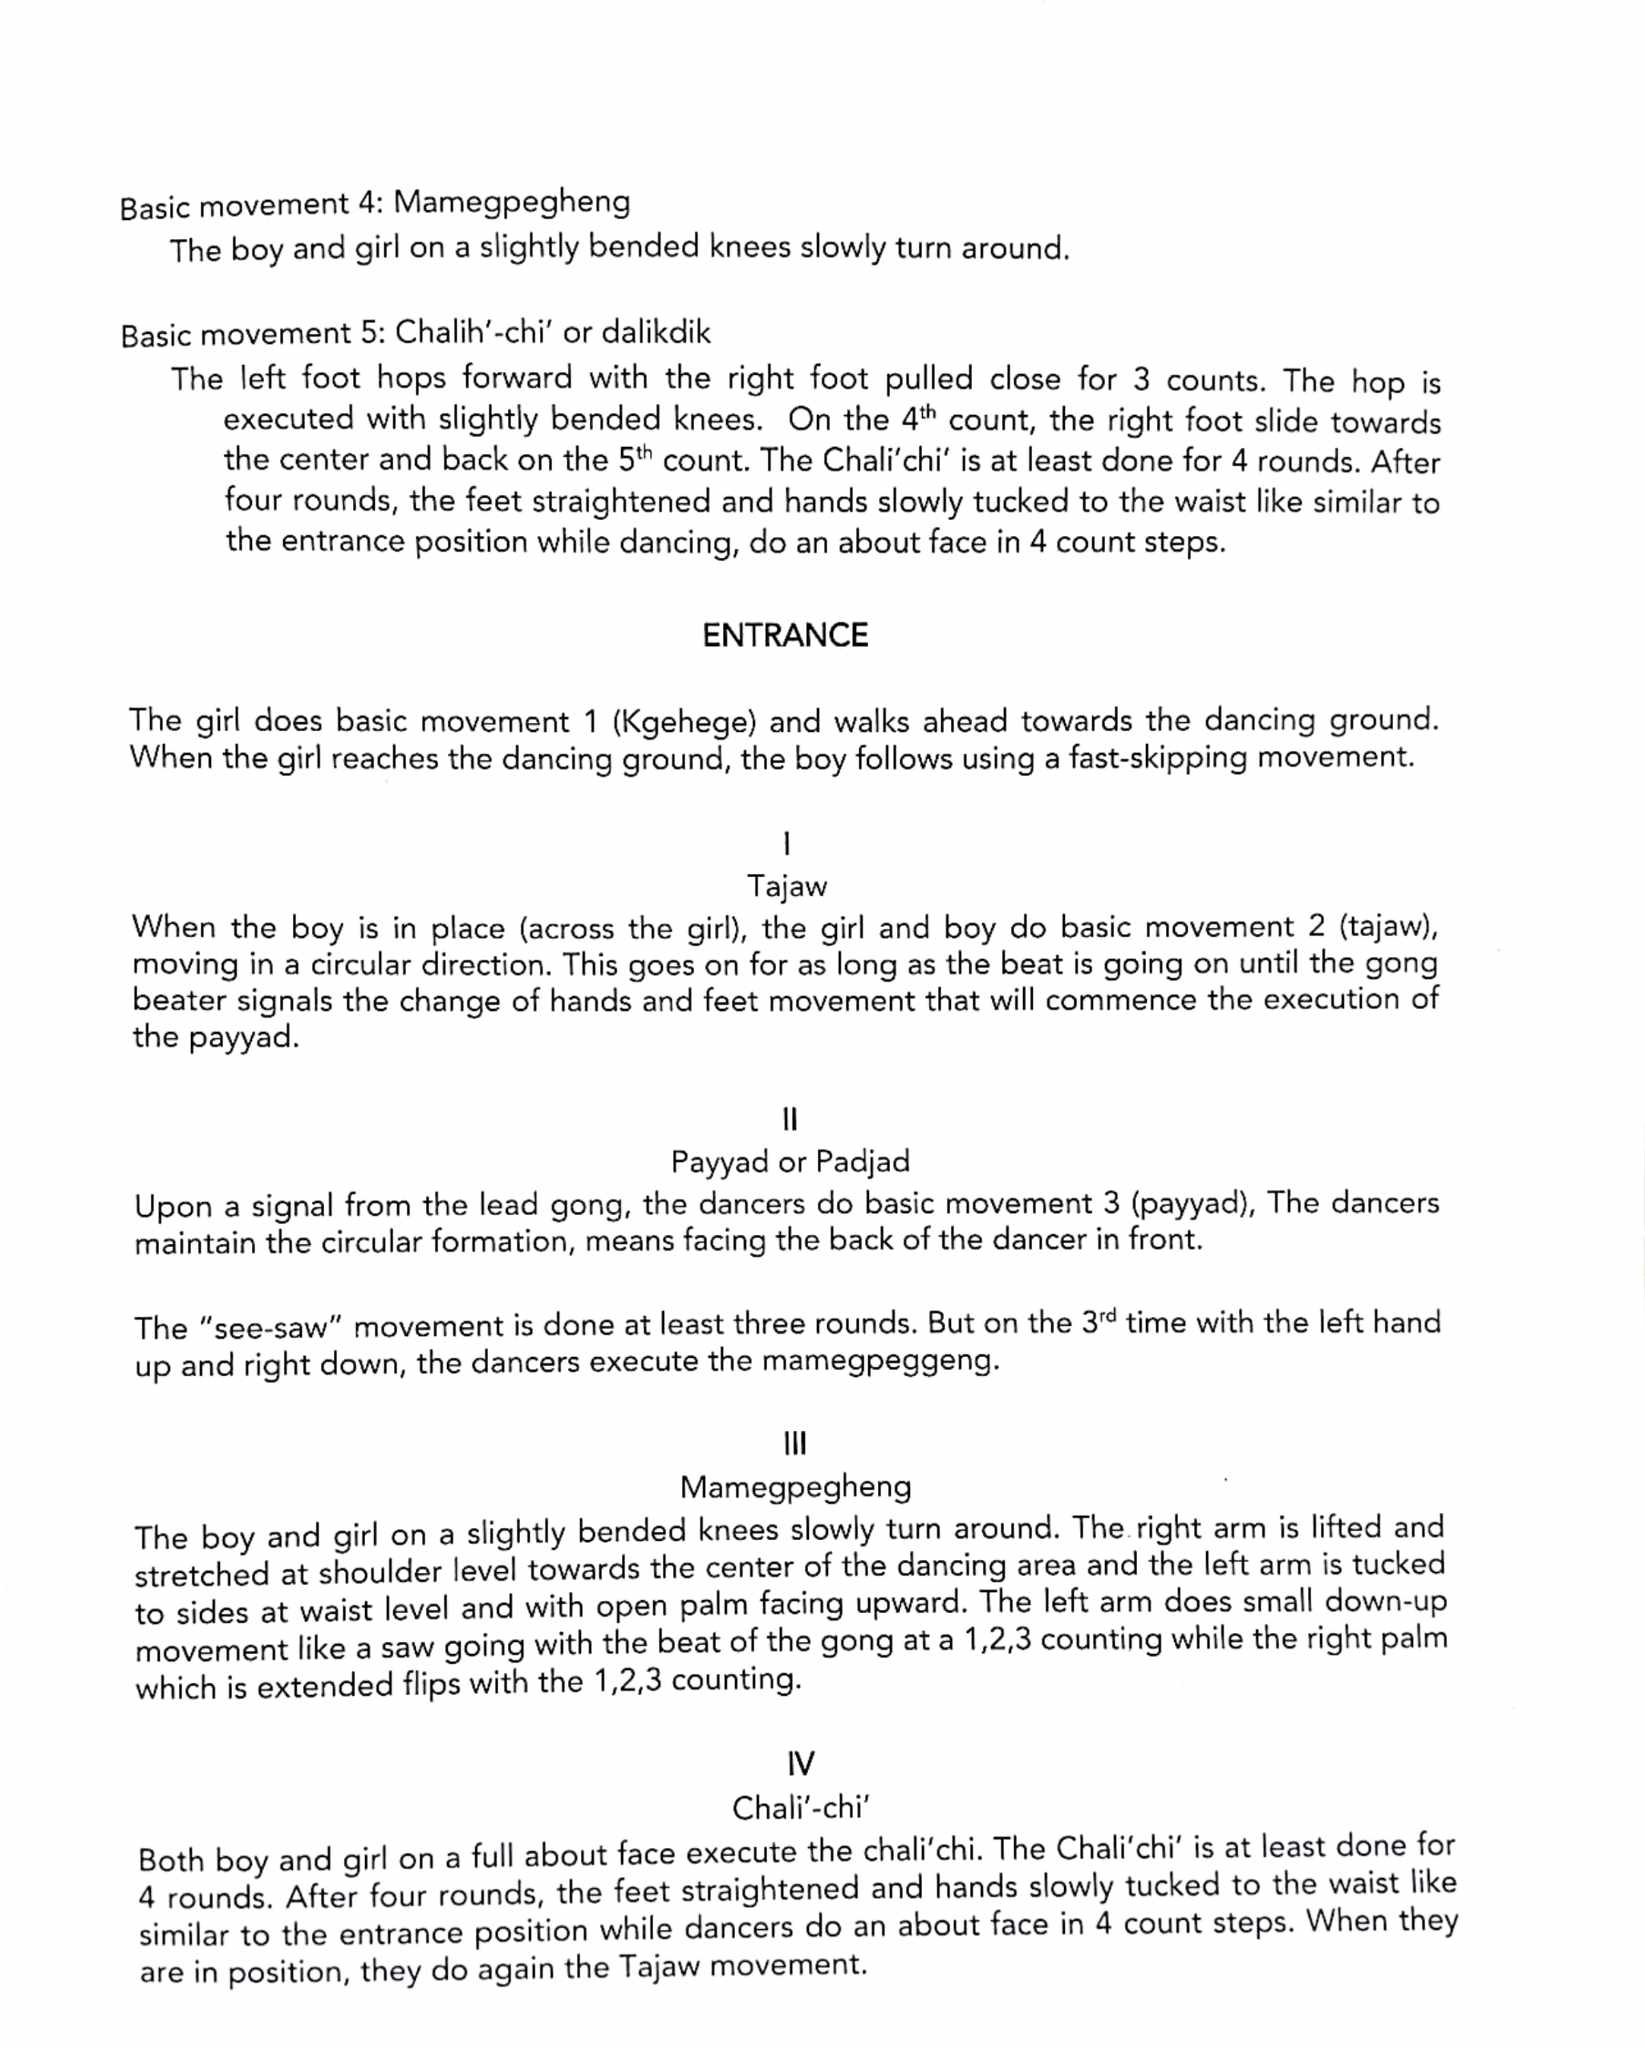 Basic movement 4: Mamegpegheng
The boy and girl on a slightly bended knees slowly turn around.
Basic movement 5: Chalih’-chi’ or dalikdik
The left foot hops forward with the right foot pulled close for 3 counts. The hop is
executed with slightly bended knees. On the 4th count, the right foot slide towards
the center and back on the 5th count. The Chali’chi’ is at least done for 4 rounds. After
four rounds, the feet straightened and hands slowly tucked to the waist like similar to
the entrance position while dancing, do an about face in 4 count steps.
ENTRANCE
The girl does basic movement 1 (Kgehege) and walks ahead towards the dancing ground.
When the girl reaches the dancing ground, the boy follows using a fast-skipping movement.
I
Tajaw
When the boy is in place (across the girl), the girl and boy do basic movement 2 (tajaw),
moving in a circular direction. This goes on for as long as the beat is going on until the gong
beater signals the change of hands and feet movement that will commence the execution of
the payyad.
II
Payyad or Padjad
Upon a signal from the lead gong, the dancers do basic movement 3 (payyad), The dancers
maintain the circular formation, means facing the back of the dancer in front.
The “see-saw” movement is done at least three rounds. But on the 3rd time with the left hand
up and right down, the dancers execute the mamegpeggeng.
III
Mamegpegheng
The boy and girl on a slightly bended knees slowly turn around. The right arm is lifted and
stretched at shoulder level towards the center of the dancing area and the left arm is tucked
to sides at waist level and with open palm facing upward. The left arm does small down-up
movement like a saw going with the beat of the gong at a 1,2,3 counting while the right palm
which is extended flips with the 1,2,3 counting.
IV
Chali’-chi’
Both boy and girl on a full about face execute the chali’chi. The Chali’chi’ is at least done for
4 rounds. After four rounds, the feet straightened and hands slowly tucked to the waist like
similar to the entrance position while dancers do an about face in 4 count steps. When they
are in position, they do again the Tajaw movement.